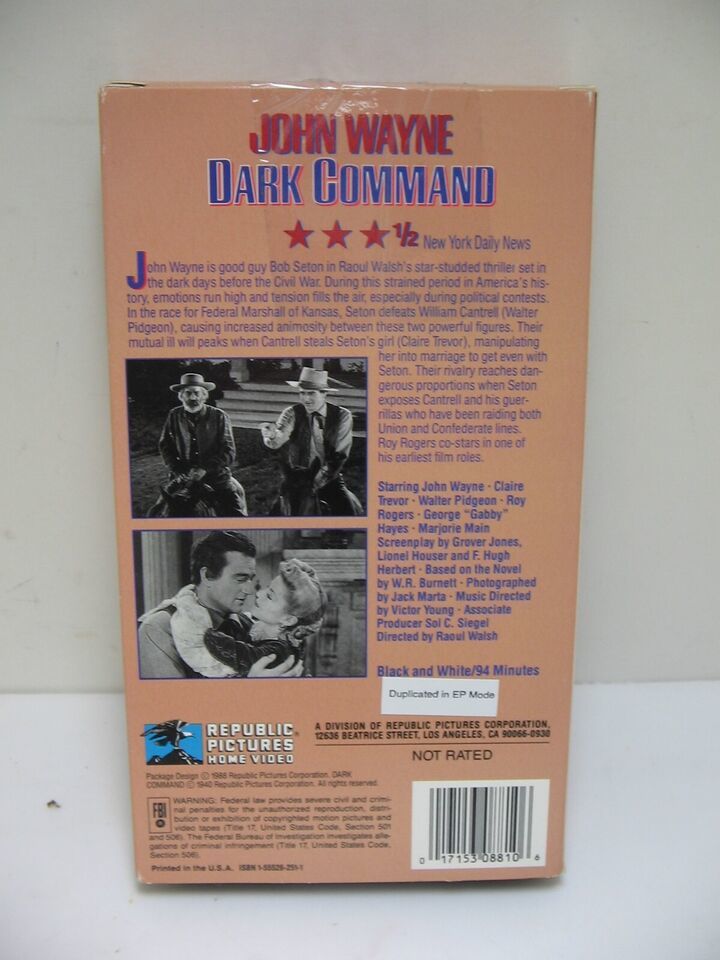 JOHN WAYNE
DARK COMMAND
★★★½ New York Daily News
John Wayne is good guy Bob Seton in Raoul Walsh's star-studded thriller set in
the dark days before the Civil War. During this strained period in America's his-
tory, emotions run high and tension fills the air, especially during political contests.
In the race for Federal Marshall of Kansas, Seton defeats William Cantrell (Walter
Pidgeon), causing increased animosity between these two powerful figures. Their
mutual ill will peaks when Cantrell steals Seton's girl (Claire Trevor), manipulating
her into marriage to get even with
Seton. Their rivalry reaches dan-
gerous proportions when Seton
exposes Cantrell and his guer-
rillas who have been raiding both
Union and Confederate lines.
Roy Rogers co-stars in one of
his earliest film roles.
Starring John Wayne · Claire
Trevor · Walter Pidgeon · Roy
Rogers · George "Gabby"
Hayes · Marjorie Main
Screenplay by Grover Jones,
Lionel Houser and F. Hugh
Herbert · Based on the Novel
by W.R. Burnett · Photographed
by Jack Marta · Music Directed
by Victor Young · Associate
Producer Sol C. Siegel
Directed by Raoul Walsh
Black and White/94 Minutes
Duplicated in EP Mode
REPUBLIC
PICTURES®
HOME VIDEO
A DIVISION OF REPUBLIC PICTURES CORPORATION,
12636 BEATRICE STREET, LOS ANGELES, CA 90066-0930
NOT RATED
Package Design © 1988 Republic Pictures Corporation. DARK
COMMAND © 1940 Republic Pictures Corporation. All rights reserved.
FBI
WARNING: Federal law provides severe civil and crimi-
nal penalties for the unauthorized reproduction, distri-
bution or exhibition of copyrighted motion pictures and
video tapes (Title 17, United States Code, Section 501
and 506). The Federal Bureau of Investigation investigates alle-
gations of criminal infringement (Title 17, United States Code,
Section 506).
Printed in the U.S.A. ISBN 1-55526-251-1
0 17153 08810 6